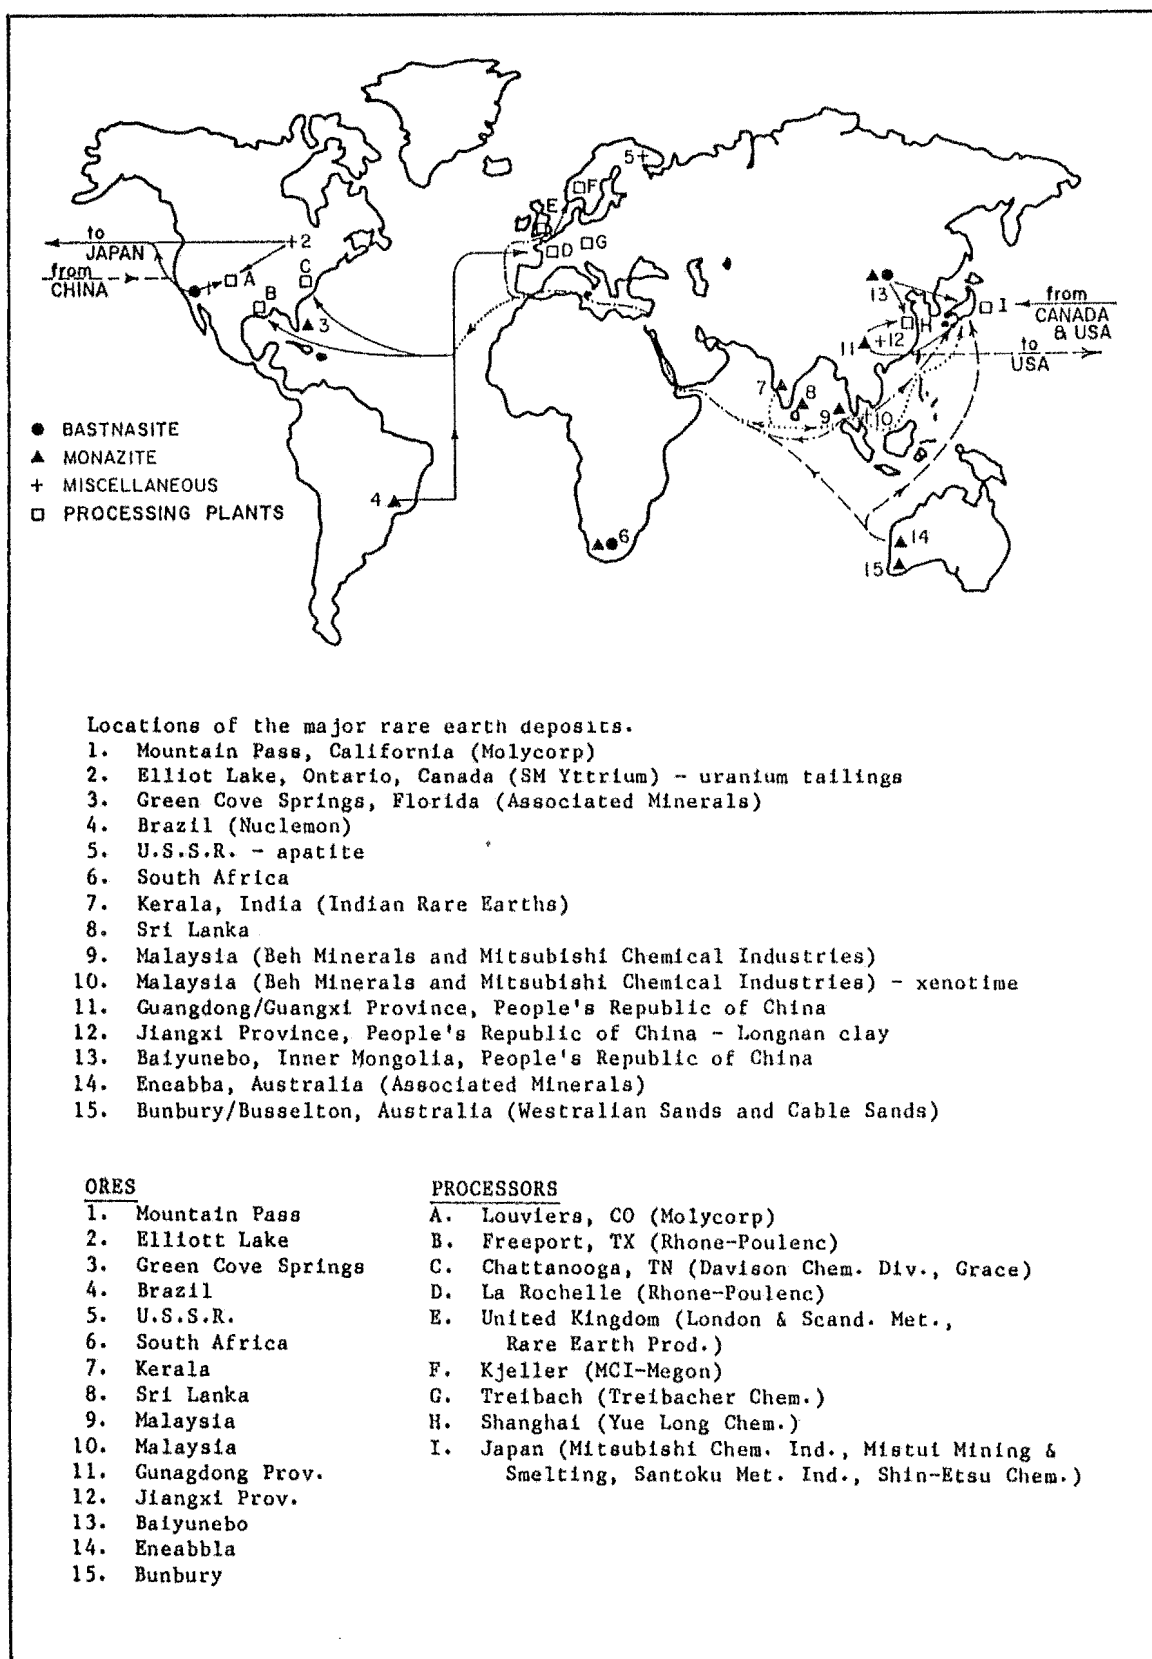 5+
F
E
to
JAPAN
+2
D
G
C
A
from
CHINA
1
B
3
13
I
from
CANADA
& USA
H
11
+12
to
USA
7
8
9
+10
● BASTNASITE
▲ MONAZITE
+ MISCELLANEOUS
□ PROCESSING PLANTS
4
6
14
15
Locations of the major rare earth deposits.
1. Mountain Pass, California (Molycorp)
2. Elliot Lake, Ontario, Canada (SM Yttrium) - uranium tailings
3. Green Cove Springs, Florida (Associated Minerals)
4. Brazil (Nuclemon)
5. U.S.S.R. - apatite
6. South Africa
7. Kerala, India (Indian Rare Earths)
8. Sri Lanka
9. Malaysia (Beh Minerals and Mitsubishi Chemical Industries)
10. Malaysia (Beh Minerals and Mitsubishi Chemical Industries) - xenotime
11. Guangdong/Guangxi Province, People's Republic of China
12. Jiangxi Province, People's Republic of China - Longnan clay
13. Baiyunebo, Inner Mongolia, People's Republic of China
14. Eneabba, Australia (Associated Minerals)
15. Bunbury/Busselton, Australia (Westralian Sands and Cable Sands)
ORES
1. Mountain Pass
2. Elliott Lake
3. Green Cove Springs
4. Brazil
5. U.S.S.R.
6. South Africa
7. Kerala
8. Sri Lanka
9. Malaysia
10. Malaysia
11. Gunagdong Prov.
12. Jiangxi Prov.
13. Baiyunebo
14. Eneabbla
15. Bunbury
PROCESSORS
A. Louviers, CO (Molycorp)
B. Freeport, TX (Rhone-Poulenc)
C. Chattanooga, TN (Davison Chem. Div., Grace)
D. La Rochelle (Rhone-Poulenc)
E. United Kingdom (London & Scand. Met.,
Rare Earth Prod.)
F. Kjeller (MCI-Megon)
G. Treibach (Treibacher Chem.)
H. Shanghai (Yue Long Chem.)
I. Japan (Mitsubishi Chem. Ind., Mistui Mining &
Smelting, Santoku Met. Ind., Shin-Etsu Chem.)